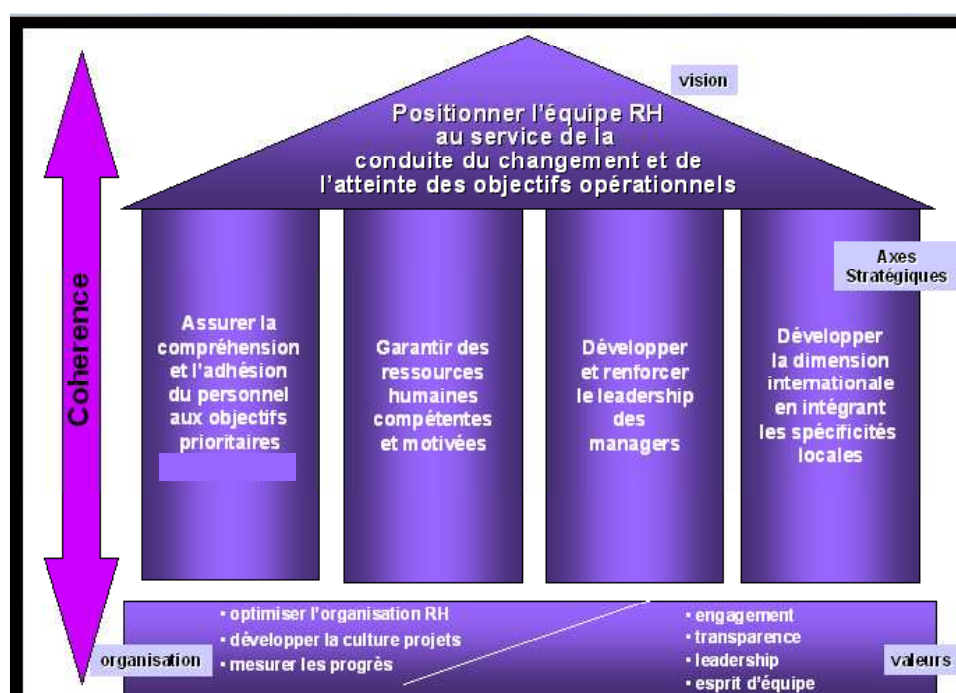 vision
Positionner l'équipe RH
au service de la
conduite du changement et de
l'atteinte des objectifs opérationnels
Axes
Stratégiques
Coherence
Assurer la
compréhension
et l'adhésion
du personnel
aux objectifs
prioritaires
Garantir des
ressources
humaines
compétentes
et motivées
Développer
et renforcer
le leadership
des
managers
Développer
la dimension
internationale
en intégrant
les spécificités
locales
organisation
• optimiser l'organisation RH
• développer la culture projets
• mesurer les progrès
• engagement
• transparence
• leadership
• esprit d'équipe
valeurs